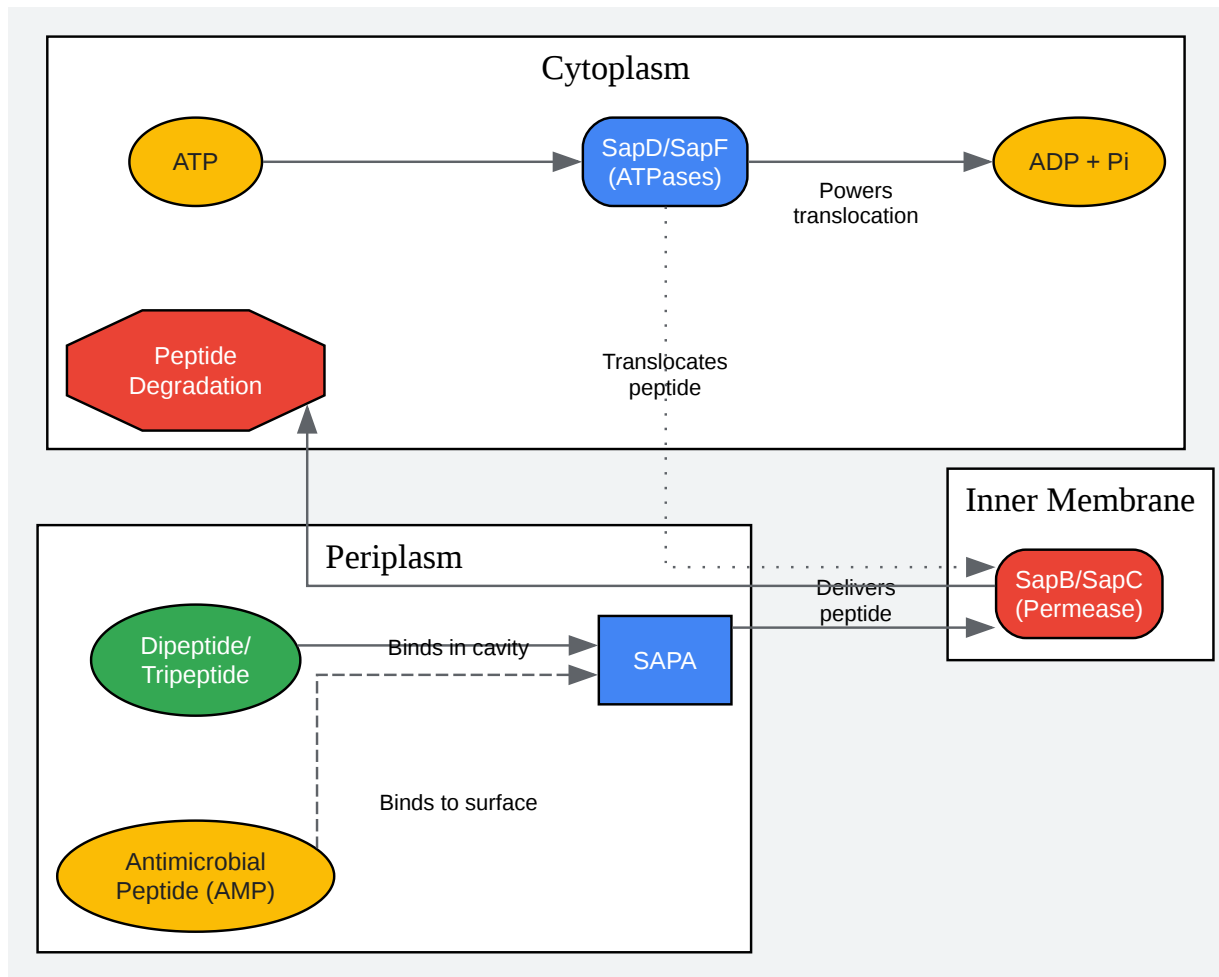 Cytoplasm
ATP
SapD/SapF
(ATPases)
ADP + Pi
Powers
translocation
Peptide
Degradation
Translocates
peptide
Inner Membrane
Periplasm
SapB/SapC
(Permease)
Delivers
peptide
Dipeptide/
Tripeptide
Binds in cavity
SAPA
Binds to surface
Antimicrobial
Peptide (AMP)